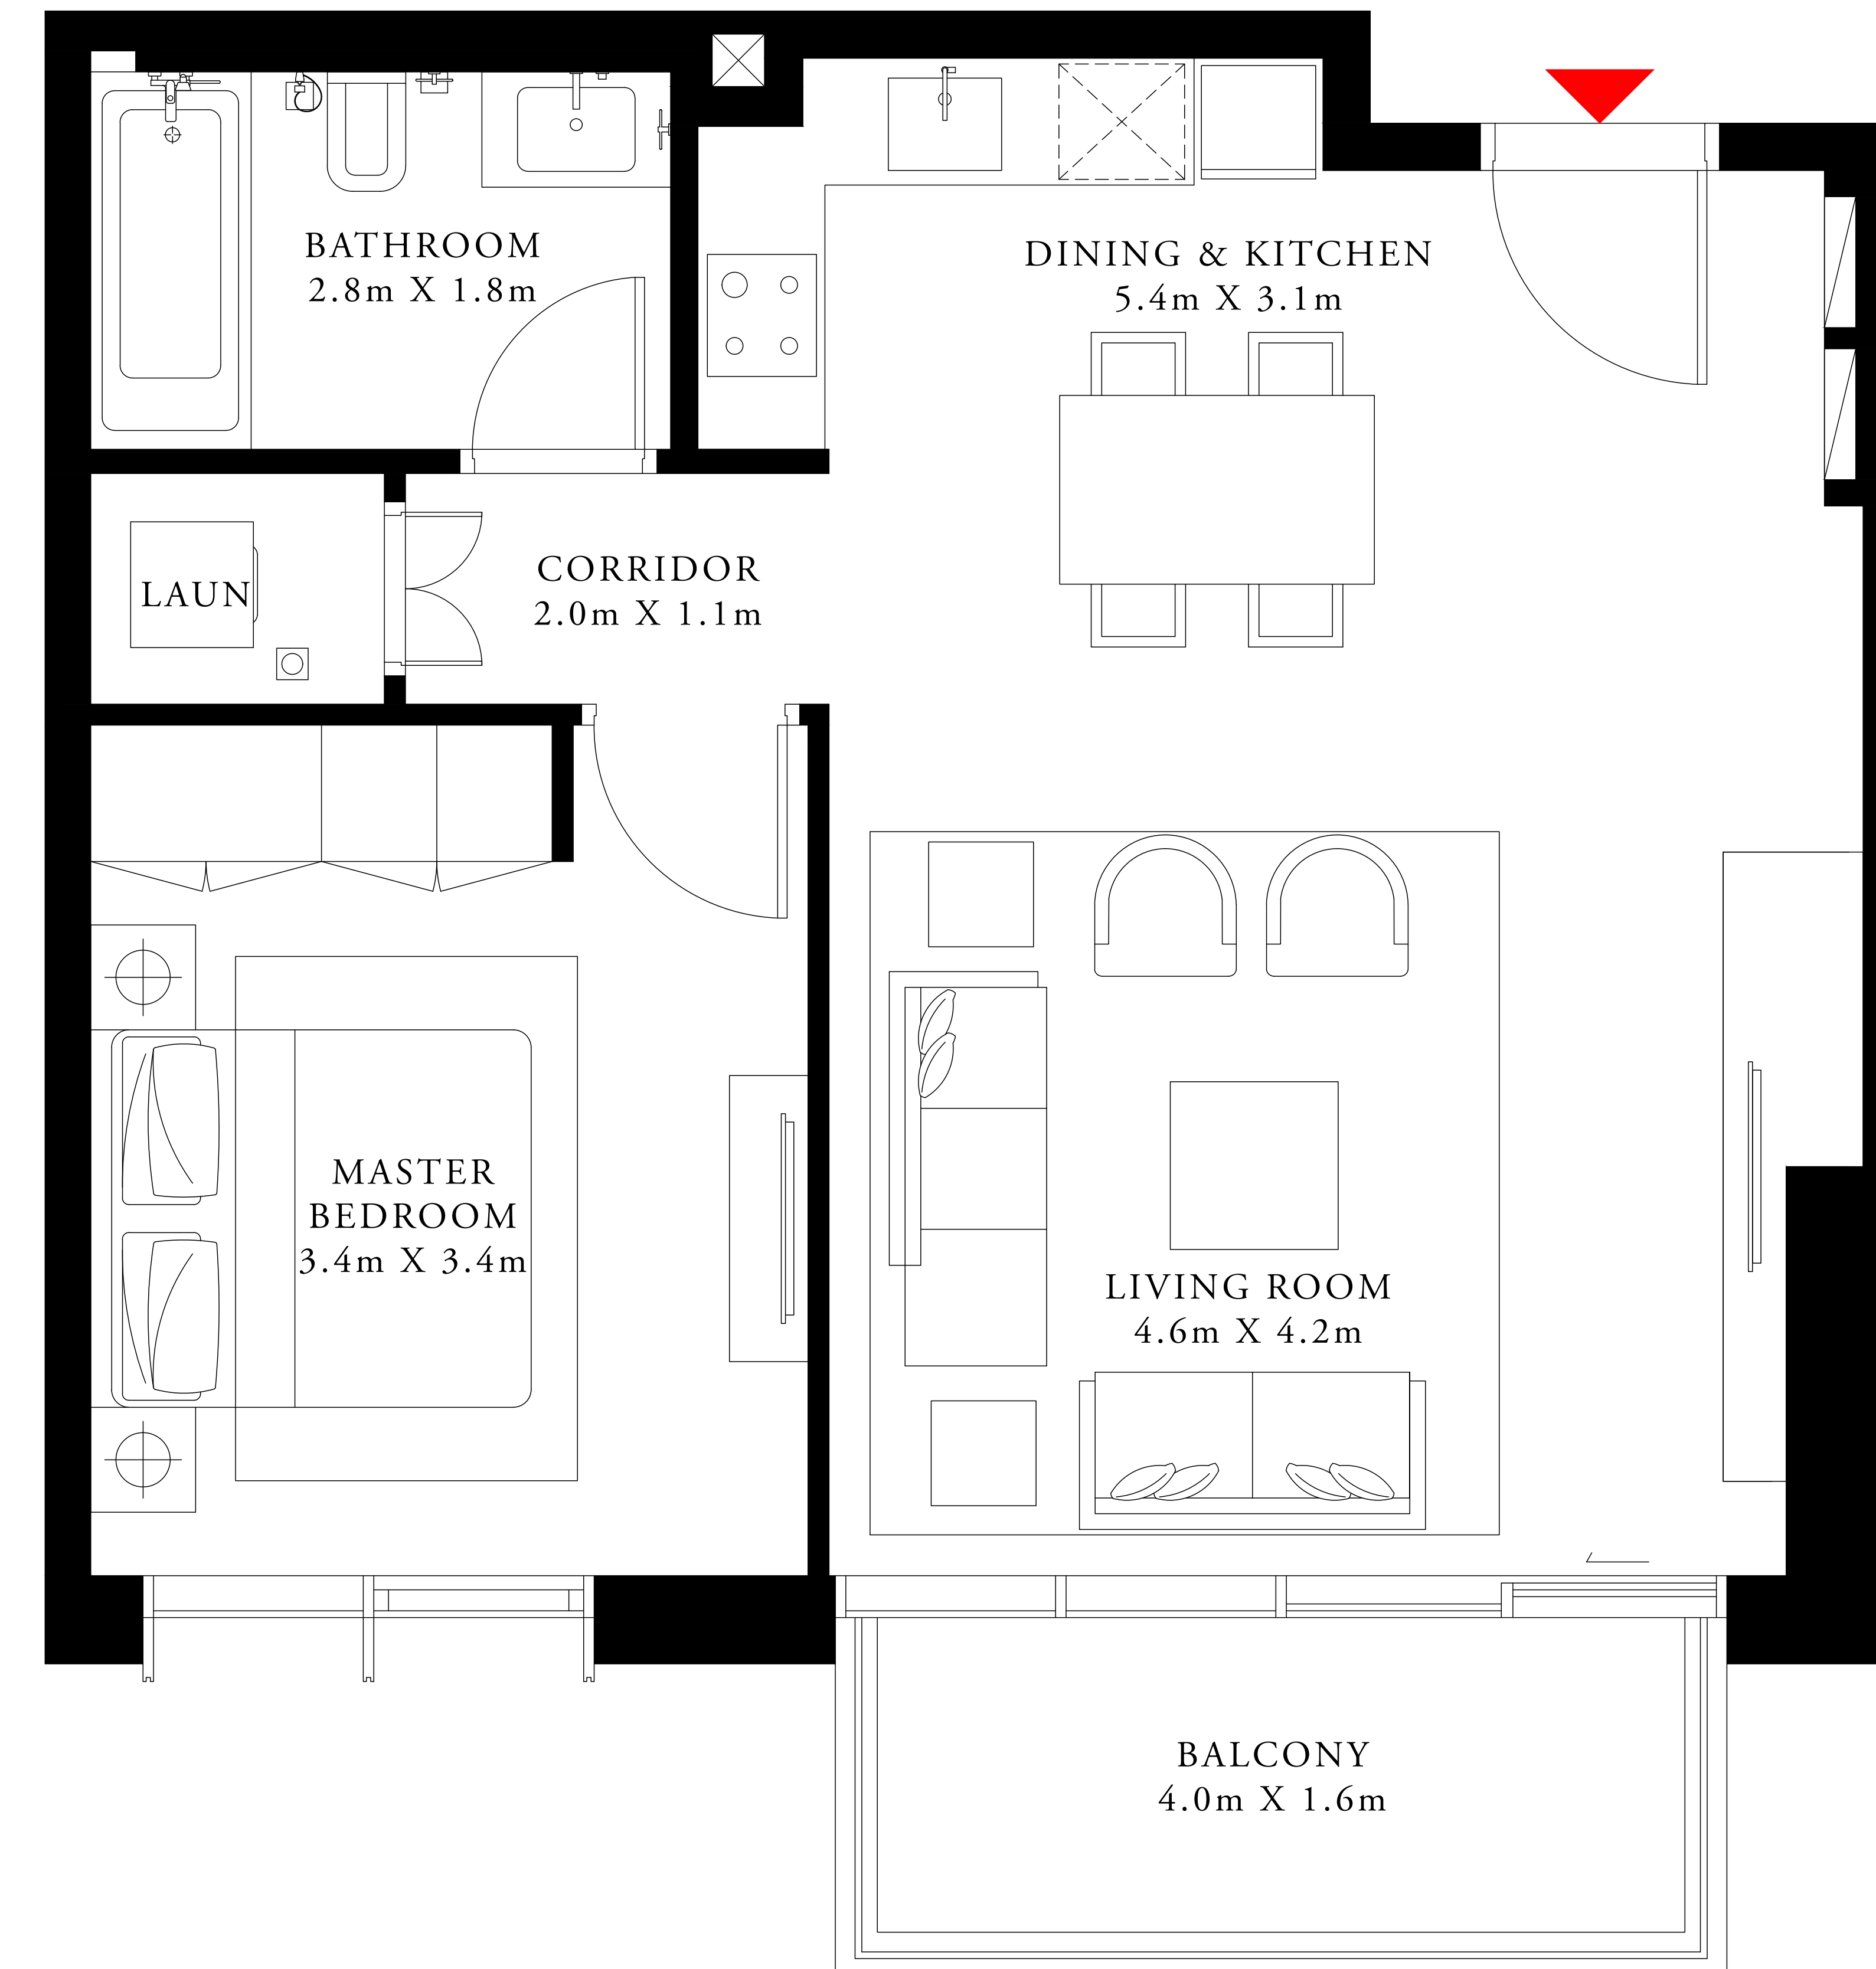 BATHROOM
2.8m X 1.8m
DINING & KITCHEN
5.4m X 3.1m
LAUN
CORRIDOR
2.0m X 1.1m
MASTER
BEDROOM
3.4m X 3.4m
LIVING ROOM
4.6m X 4.2m
BALCONY
4.0m X 1.6m